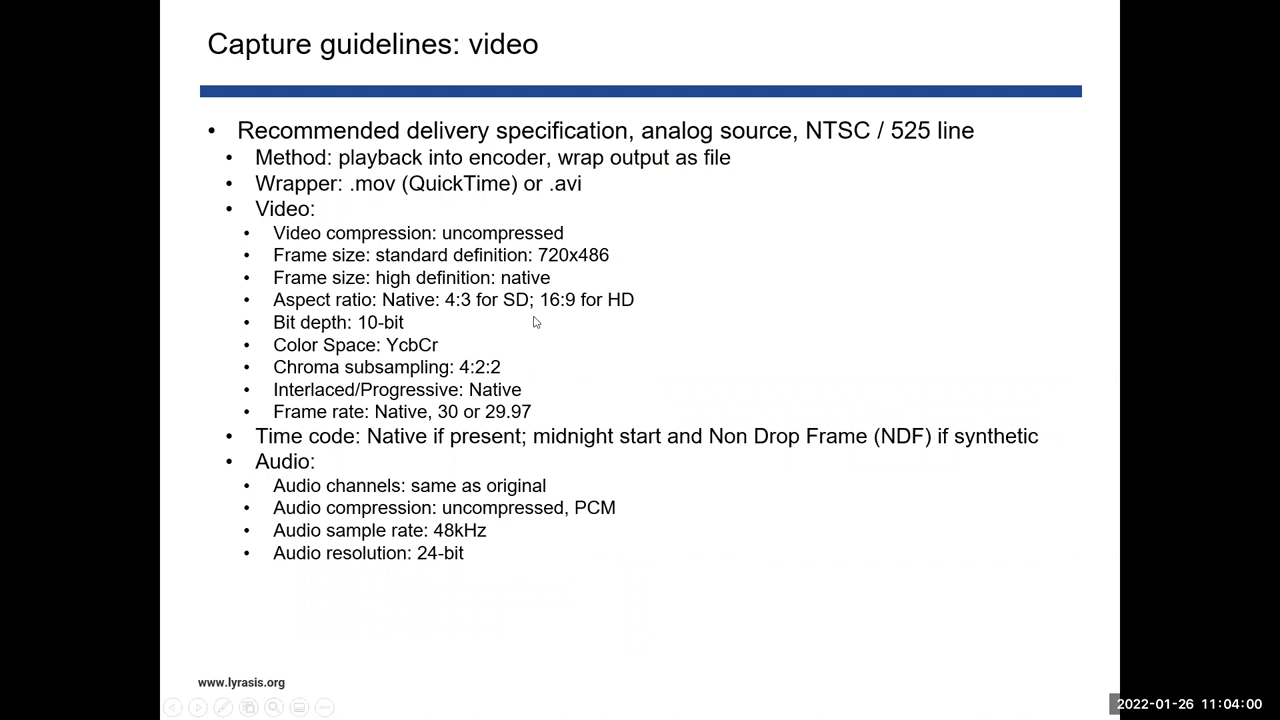 Capture guidelines: video
• Recommended delivery specification, analog source, NTSC / 525 line
• Method: playback into encoder, wrap output as file
• Wrapper: .mov (QuickTime) or .avi
• Video:
• Video compression: uncompressed
• Frame size: standard definition: 720x486
• Frame size: high definition: native
• Aspect ratio: Native: 4:3 for SD; 16:9 for HD
• Bit depth: 10-bit
• Color Space: YcbCr
• Chroma subsampling: 4:2:2
• Interlaced/Progressive: Native
• Frame rate: Native, 30 or 29.97
• Time code: Native if present; midnight start and Non Drop Frame (NDF) if synthetic
• Audio:
• Audio channels: same as original
• Audio compression: uncompressed, PCM
• Audio sample rate: 48kHz
• Audio resolution: 24-bit
www.lyrasis.org
2022-01-26 11:04:00